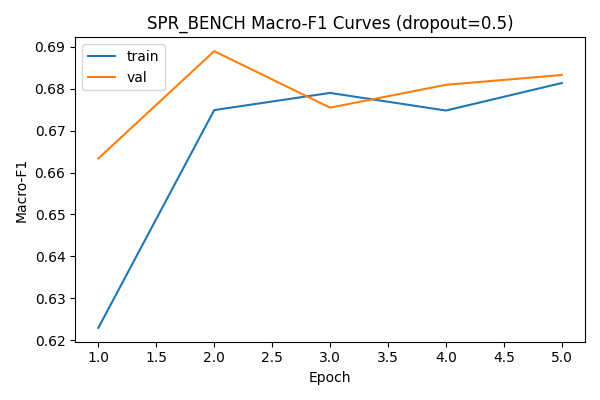 SPR_BENCH Macro-F1 Curves (dropout=0.5)
train
val
Macro-F1
0.69
0.68
0.67
0.66
0.65
0.64
0.63
0.62
1.0 1.5 2.0 2.5 3.0 3.5 4.0 4.5 5.0
Epoch